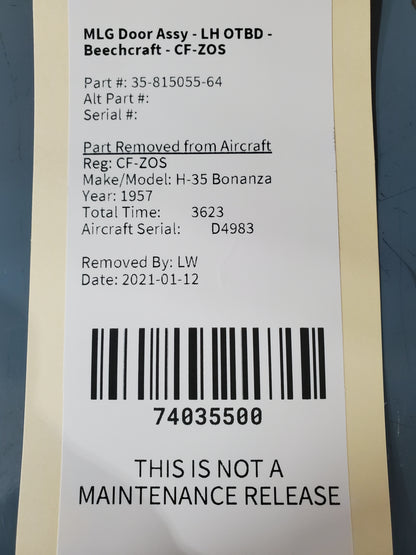 MLG Door Assy - LH OTBD -
Beechcraft - CF-ZOS
Part #: 35-815055-64
Alt Part #:
Serial #:
Part Removed from Aircraft
Reg: CF-ZOS
Make/Model: H-35 Bonanza
Year: 1957
Total Time: 3623
Aircraft Serial: D4983
Removed By: LW
Date: 2021-01-12
74035500
THIS IS NOT A
MAINTENANCE RELEASE